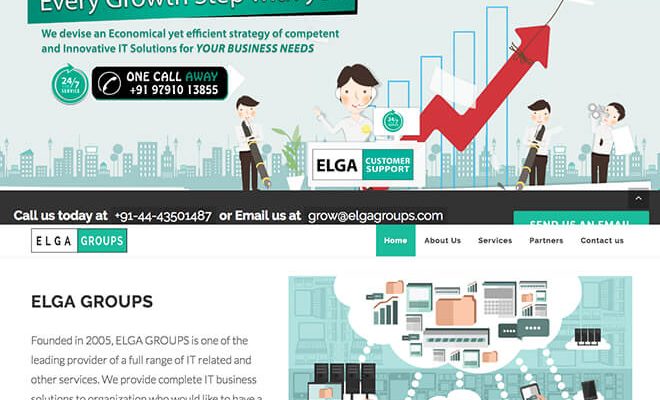 Every Growth Step with you
We devise an Economical yet efficient strategy of competent
and Innovative IT Solutions for YOUR BUSINESS NEEDS
24/7
SERVICE
ONE CALL AWAY
+91 97910 13855
24/7
ELGA CUSTOMER SUPPORT
Call us today at +91-44-43501487 or Email us at grow@elgagroups.com
SEND US AN EMAIL
ELGA GROUPS
Home About Us Services Partners Contact us
ELGA GROUPS
Founded in 2005, ELGA GROUPS is one of the
leading provider of a full range of IT related and
other services. We provide complete IT business
solutions to organization who would like to have a